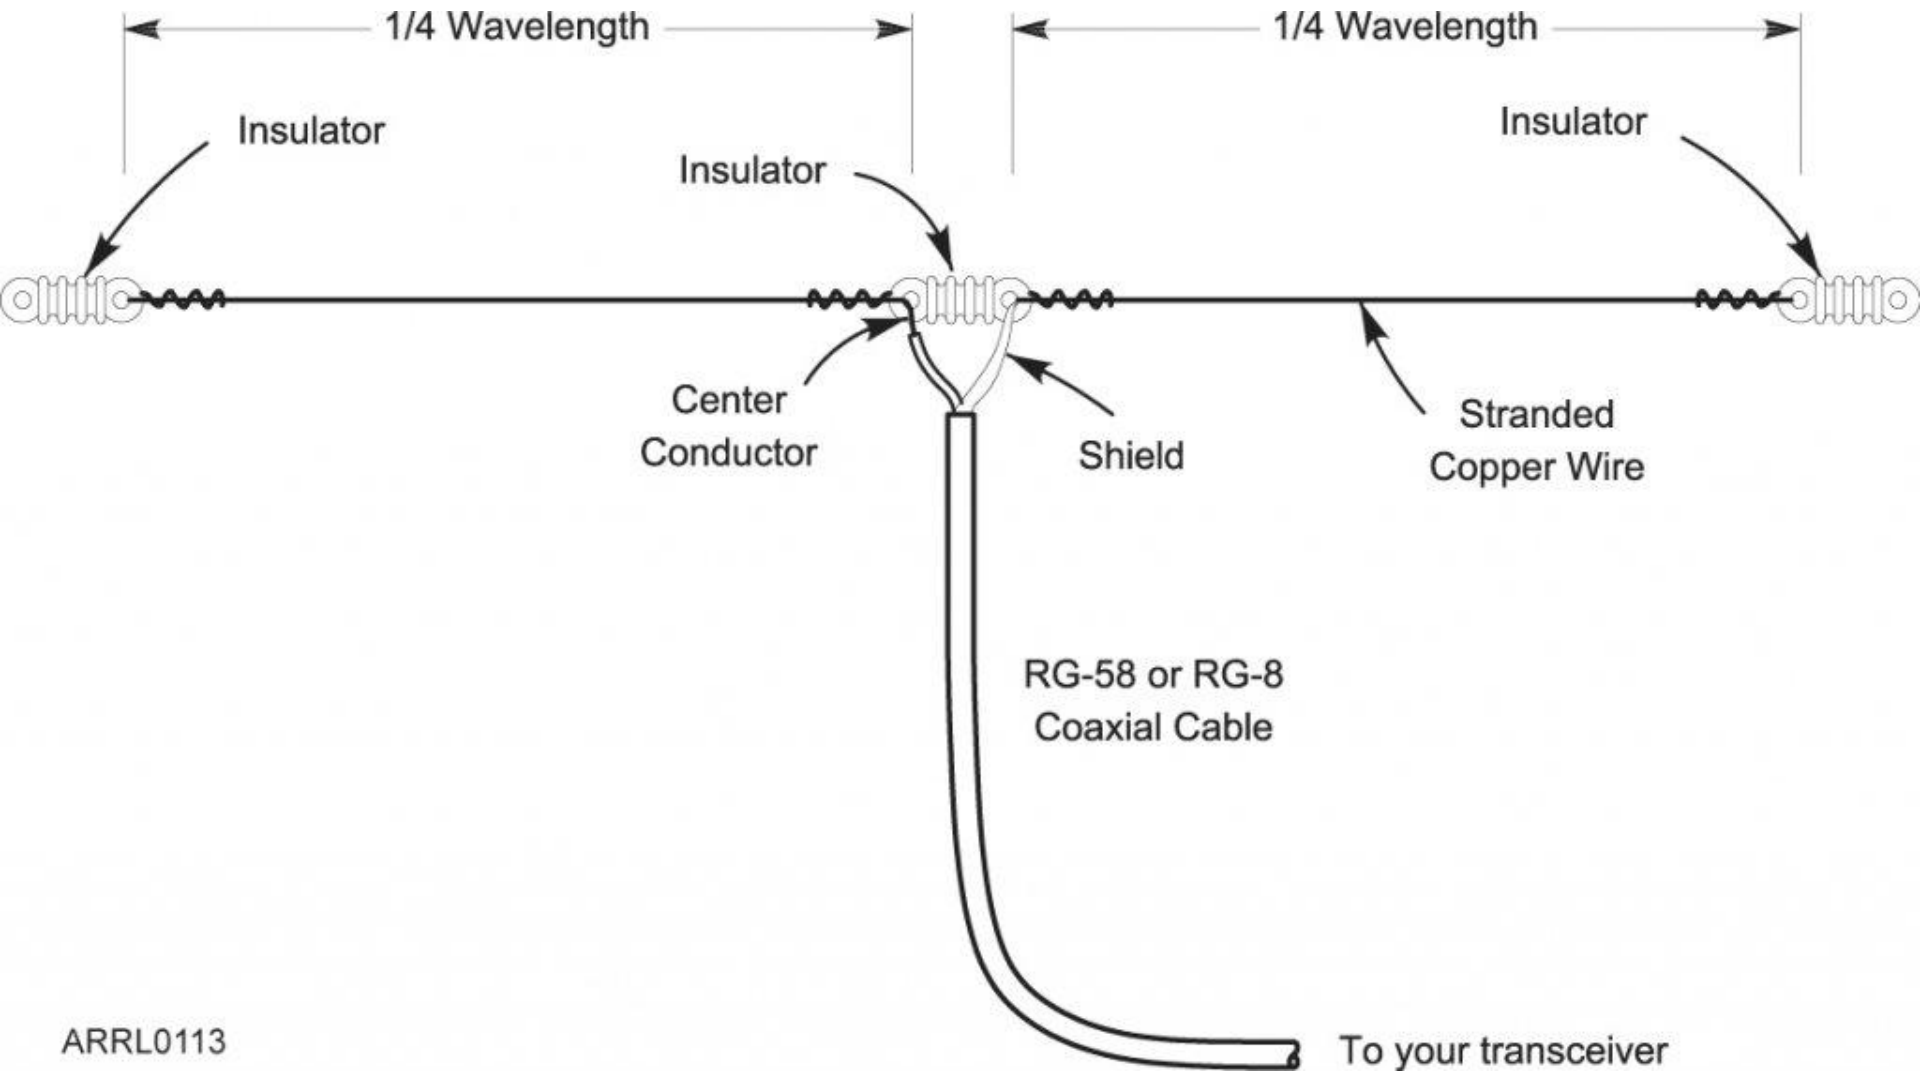 1/4 Wavelength
1/4 Wavelength
Insulator
Insulator
Insulator
Center
Conductor
Shield
Stranded
Copper Wire
RG-58 or RG-8
Coaxial Cable
ARRL0113
To your transceiver